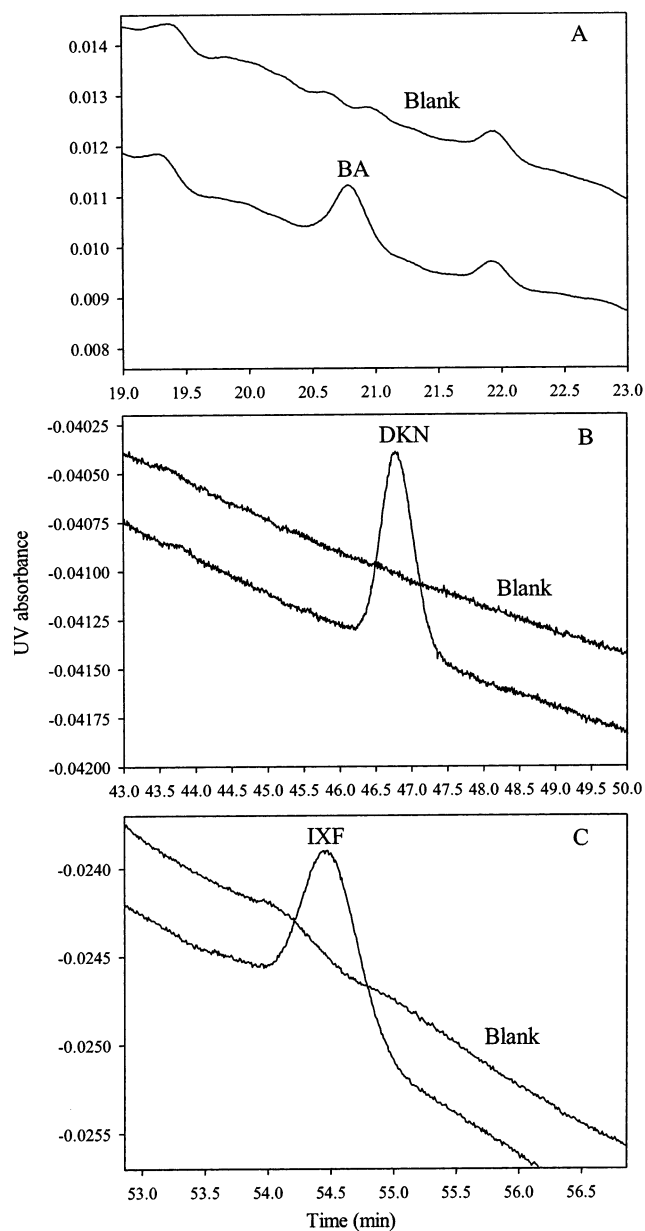 A
0.014
0.013
Blank
0.012
BA
0.011
0.010
0.009
0.008
19.0 19.5 20.0 20.5 21.0 21.5 22.0 22.5 23.0
-0.04025
DKN
B
-0.04050
-0.04075
-0.04100
Blank
-0.04125
-0.04150
-0.04175
-0.04200
UV absorbance
43.0 43.5 44.0 44.5 45.0 45.5 46.0 46.5 47.0 47.5 48.0 48.5 49.0 49.5 50.0
IXF
C
-0.0240
-0.0245
Blank
-0.0250
-0.0255
53.0 53.5 54.0 54.5 55.0 55.5 56.0 56.5
Time (min)